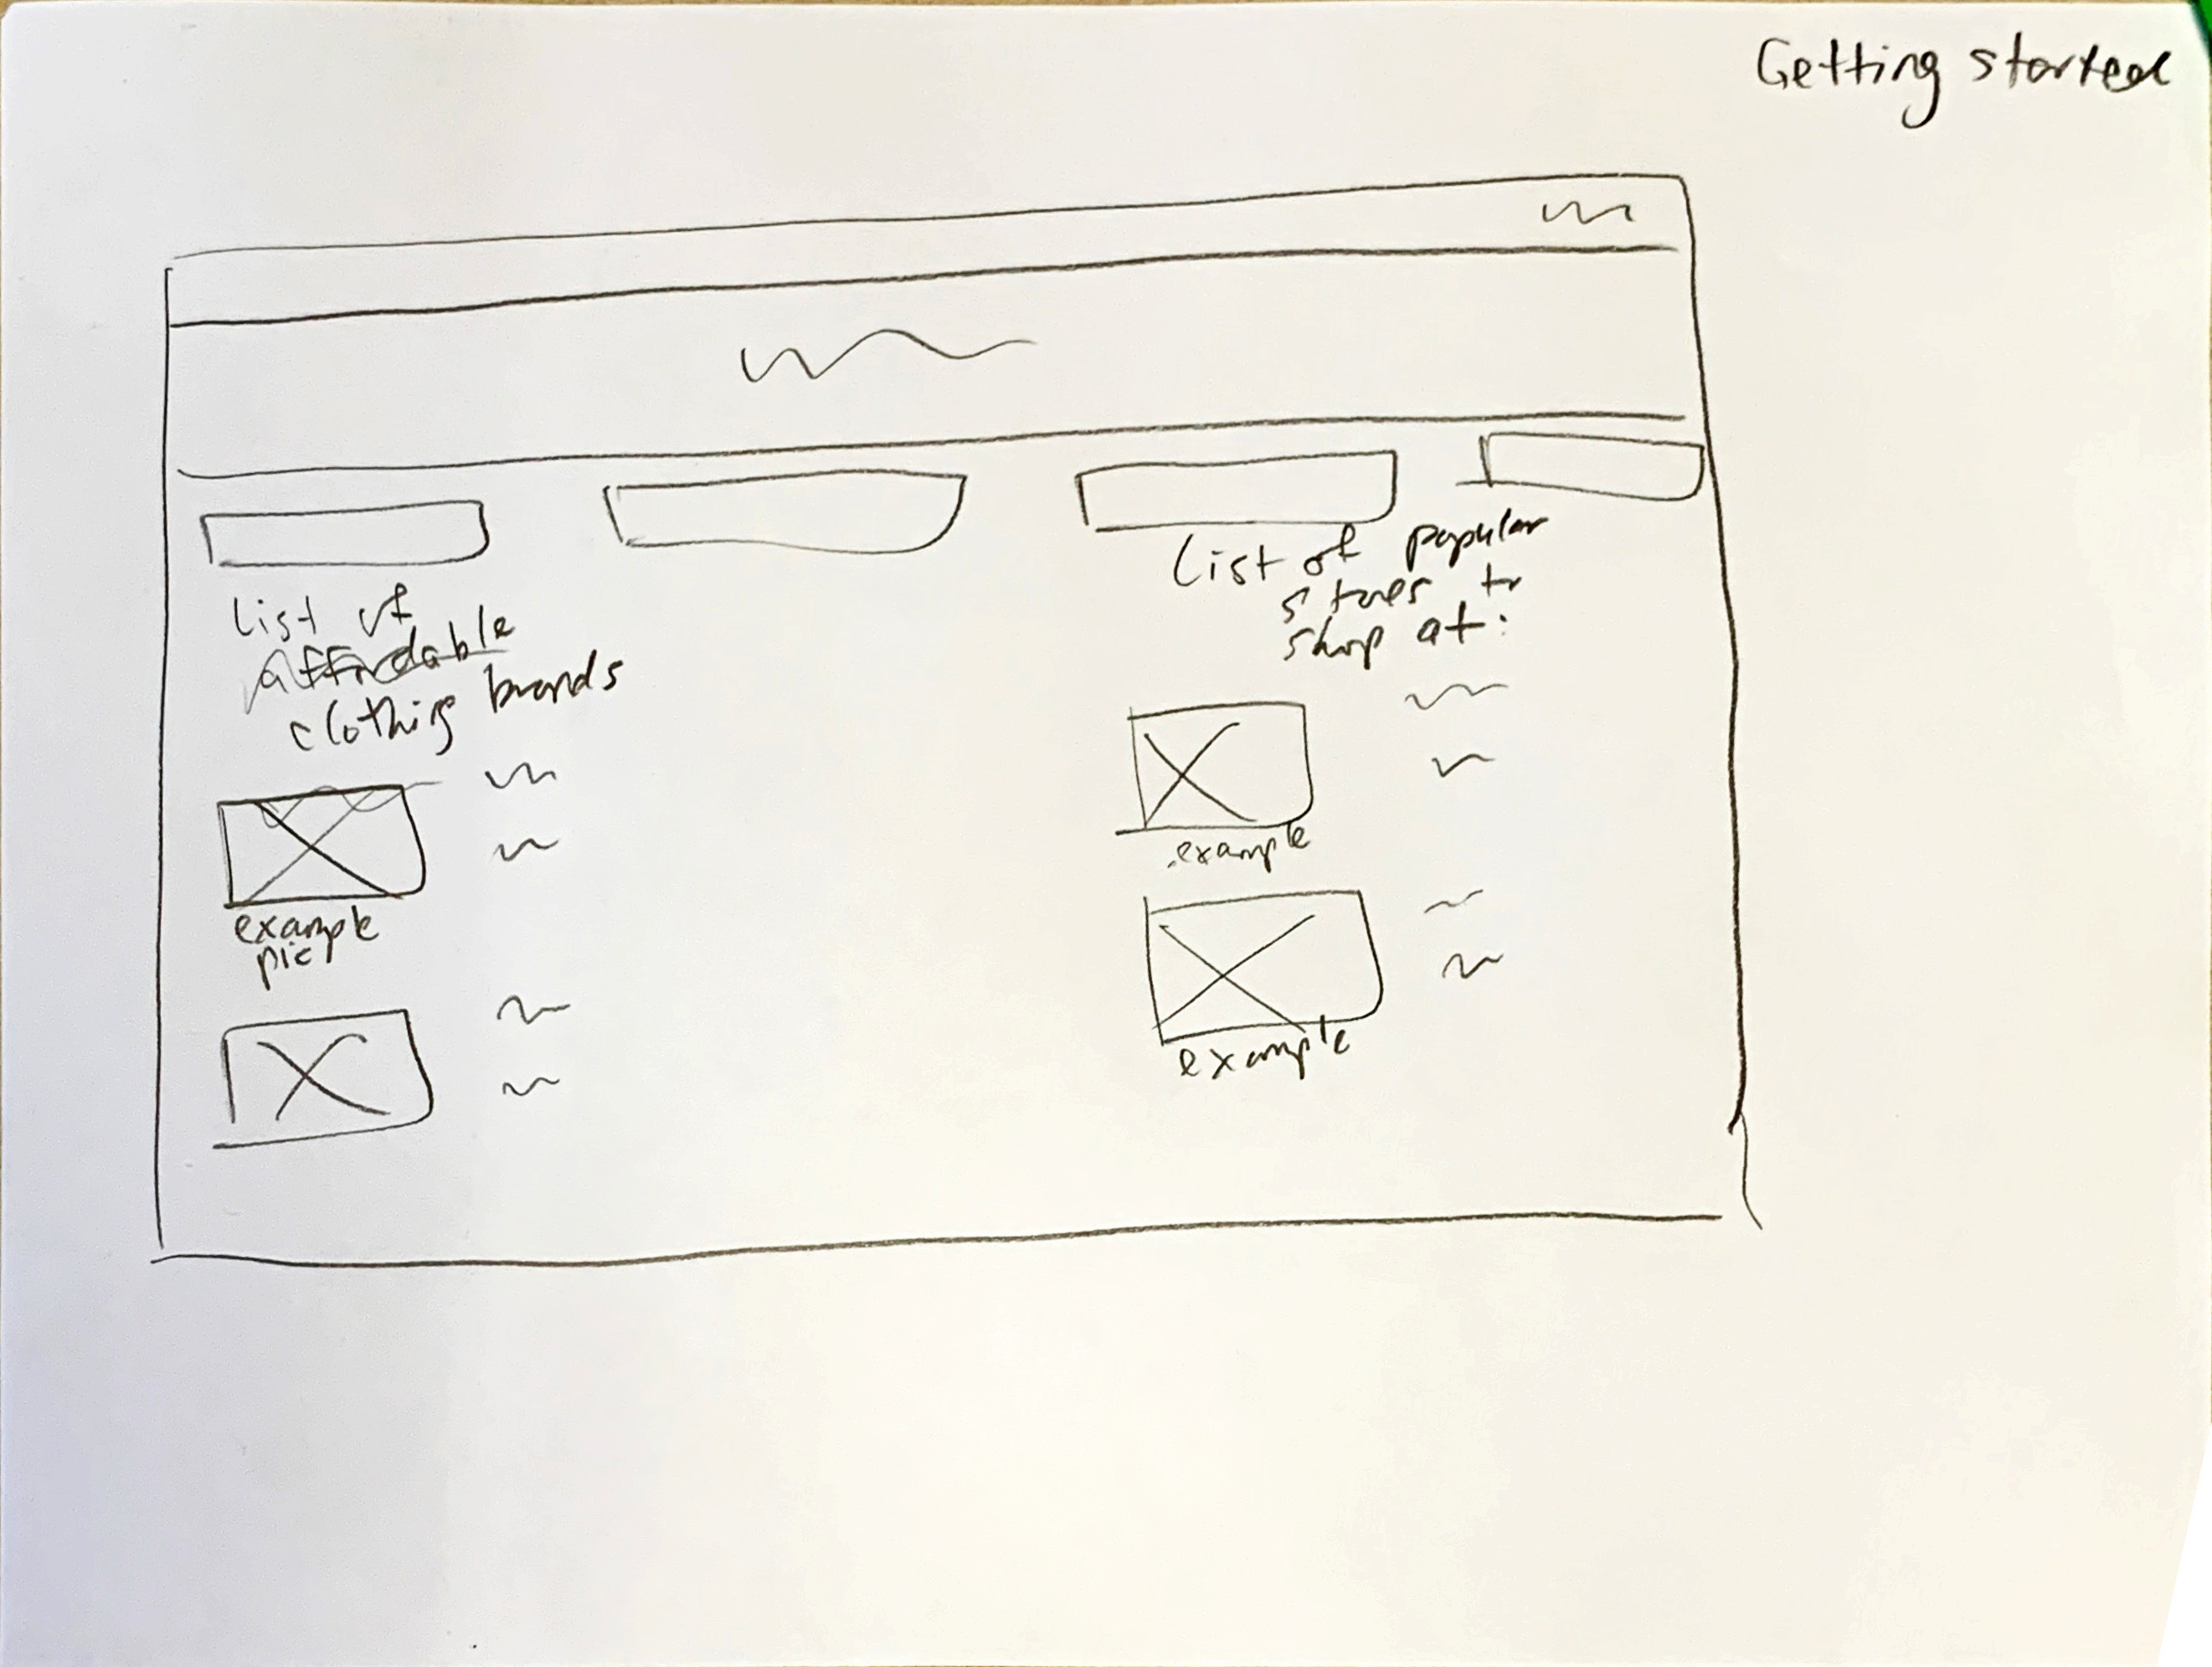 Getting started
List of
affordable
clothing brands
example
pic
List of popular
stores to
shop at:
example
example